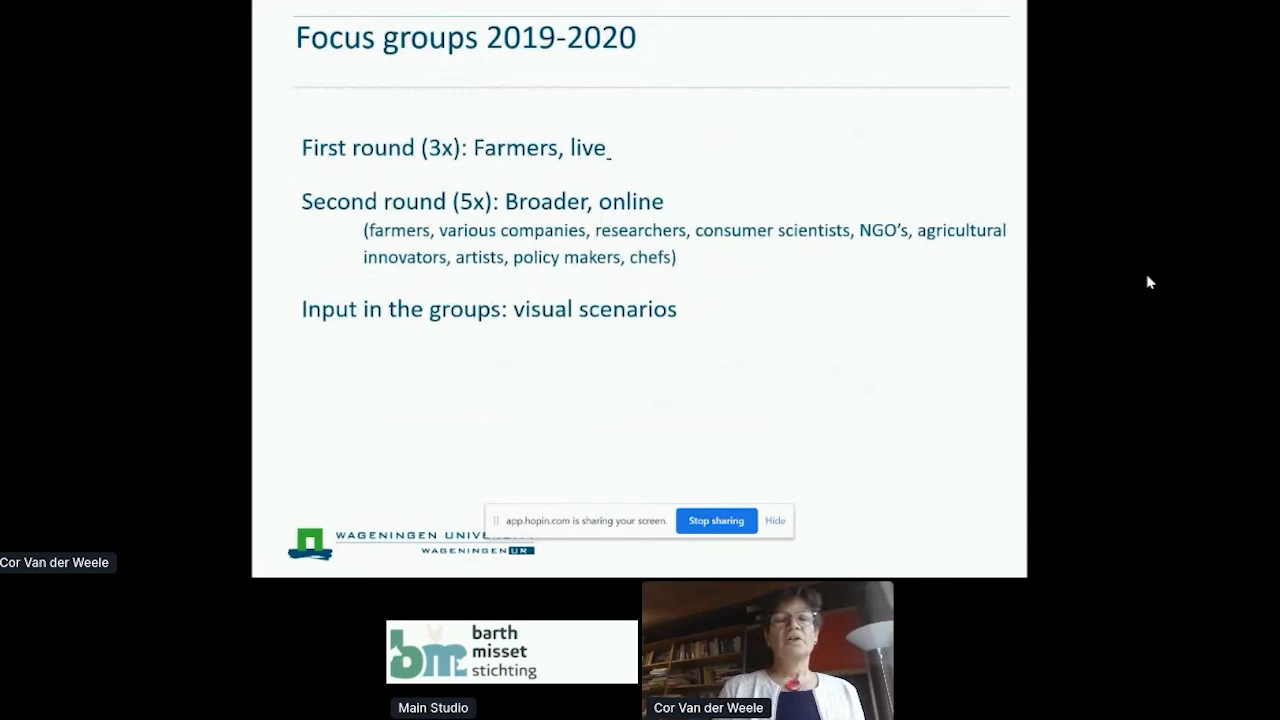 Focus groups 2019-2020
First round (3x): Farmers, live
Second round (5x): Broader, online
(farmers, various companies, researchers, consumer scientists, NGO's, agricultural
innovators, artists, policy makers, chefs)
Input in the groups: visual scenarios
app.hopin.com is sharing your screen.
Stop sharing
Hide
WAGENINGEN UNIVERSITY
WAGENINGEN UR
Cor Van der Weele
bm
barth
misset
stichting
Main Studio
Cor Van der Weele